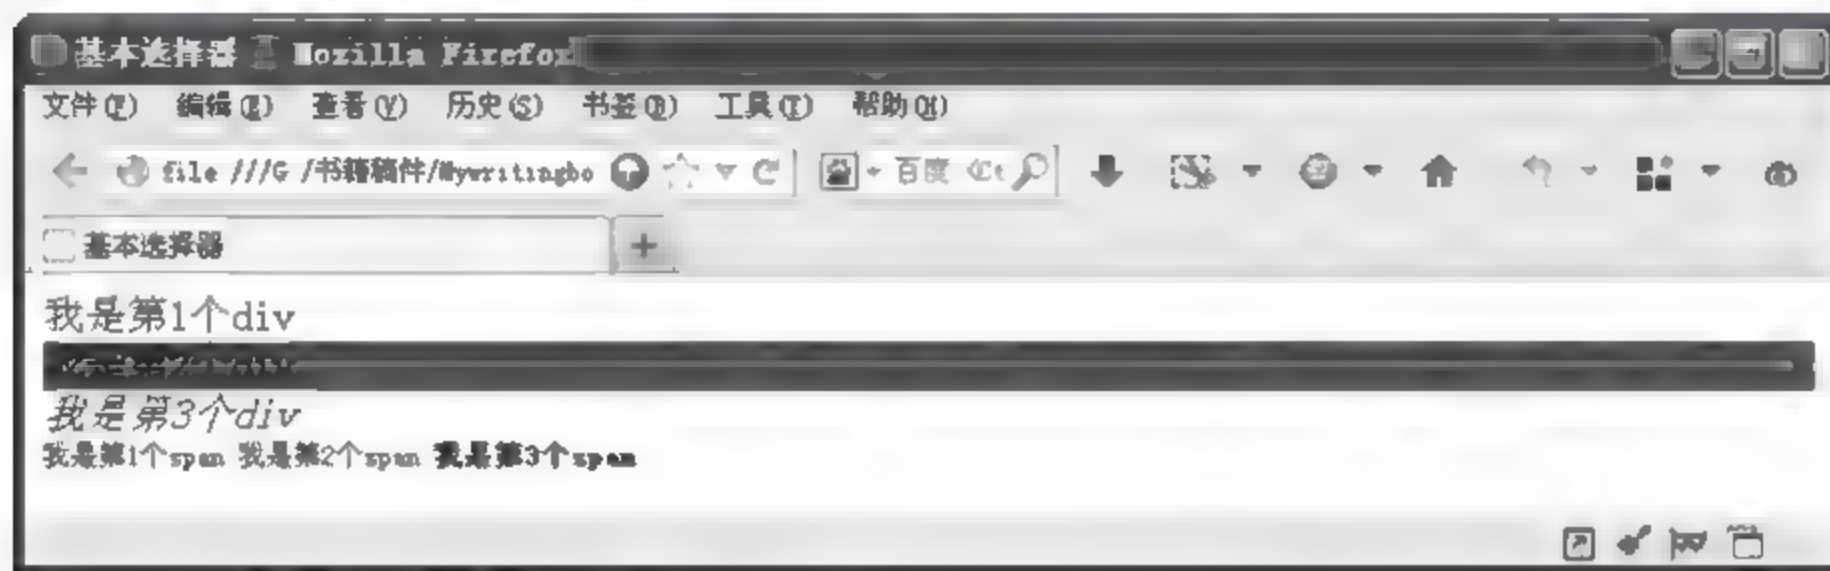 基本选择器 Mozilla Firefox
文件(F) 编辑(E) 查看(V) 历史(S) 书签(B) 工具(T) 帮助(H)
file ///G /书籍稿件/Mywritingbo 百度 <Ct
基本选择器 +
我是第1个div
我是第3个div
我是第1个span 我是第2个span 我是第3个span